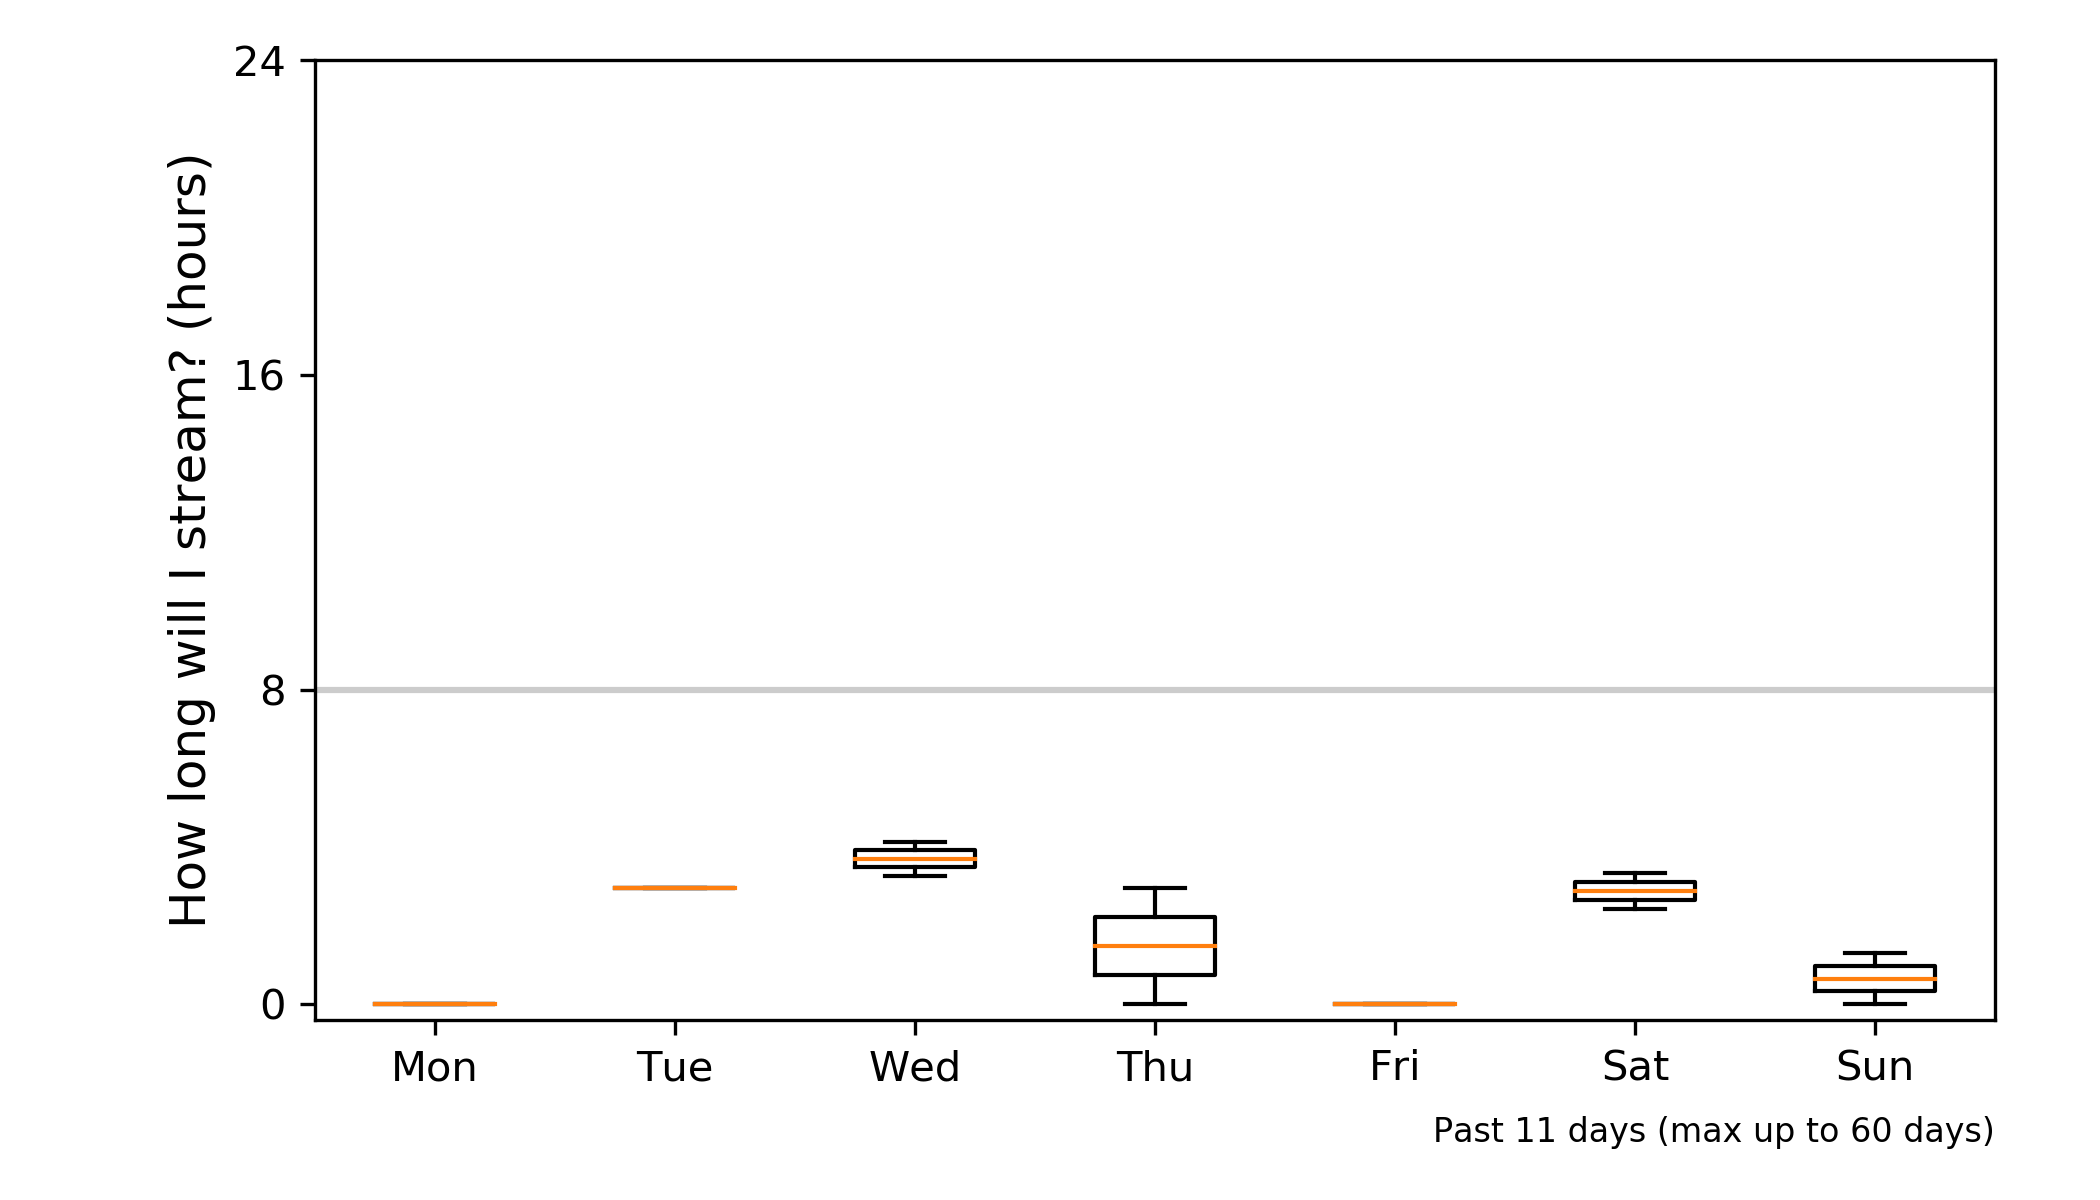 How long will I stream? (hours)
24
16
8
0
Mon Tue Wed Thu Fri Sat Sun
Past 11 days (max up to 60 days)